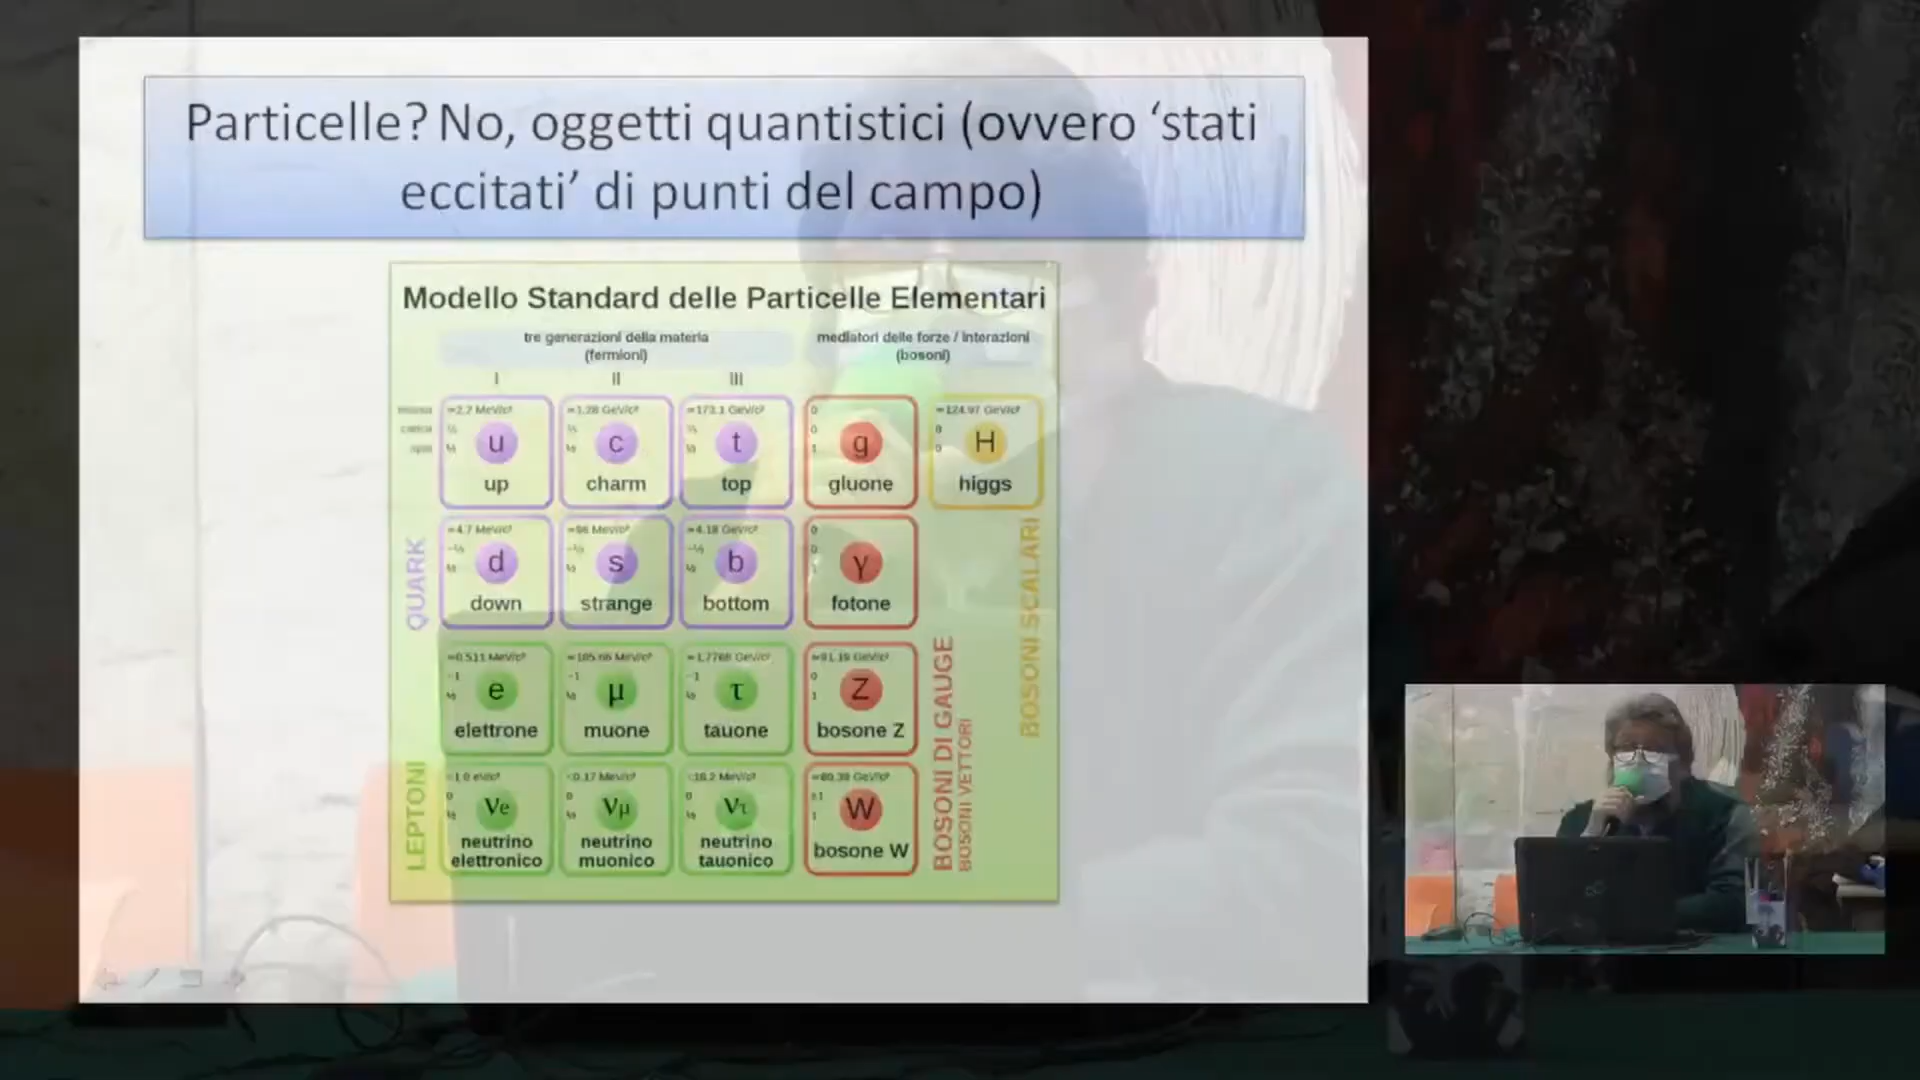 Particelle? No, oggetti quantistici (ovvero ‘stati
eccitati’ di punti del campo)
Modello Standard delle Particelle Elementari
tre generazioni della materia
(fermioni)
mediatori delle forze / interazioni
(bosoni)
I II III
massa ≈2.2 MeV/c² ≈1.28 GeV/c² ≈173.1 GeV/c² 0 ≈124.97 GeV/c²
carica ⅔ ⅔ ⅔ 0 0
spin ½ ½ ½ 1 0
u c t g H
up charm top gluone higgs
QUARK
≈4.7 MeV/c² ≈96 MeV/c² ≈4.18 GeV/c² 0
-⅓ -⅓ -⅓ 0
½ ½ ½ 1
d s b γ
down strange bottom fotone
≈0.511 MeV/c² ≈105.66 MeV/c² ≈1.7768 GeV/c² ≈91.19 GeV/c²
-1 -1 -1 0
½ ½ ½ 1
e μ τ Z
elettrone muone tauone bosone Z
LEPTONI
<1.0 eV/c² <0.17 MeV/c² <18.2 MeV/c² ≈80.39 GeV/c²
0 0 0 ±1
½ ½ ½ 1
νe νμ ντ W
neutrino neutrino neutrino bosone W
elettronico muonico tauonico
BOSONI DI GAUGE
BOSONI VETTORI
BOSONI SCALARI